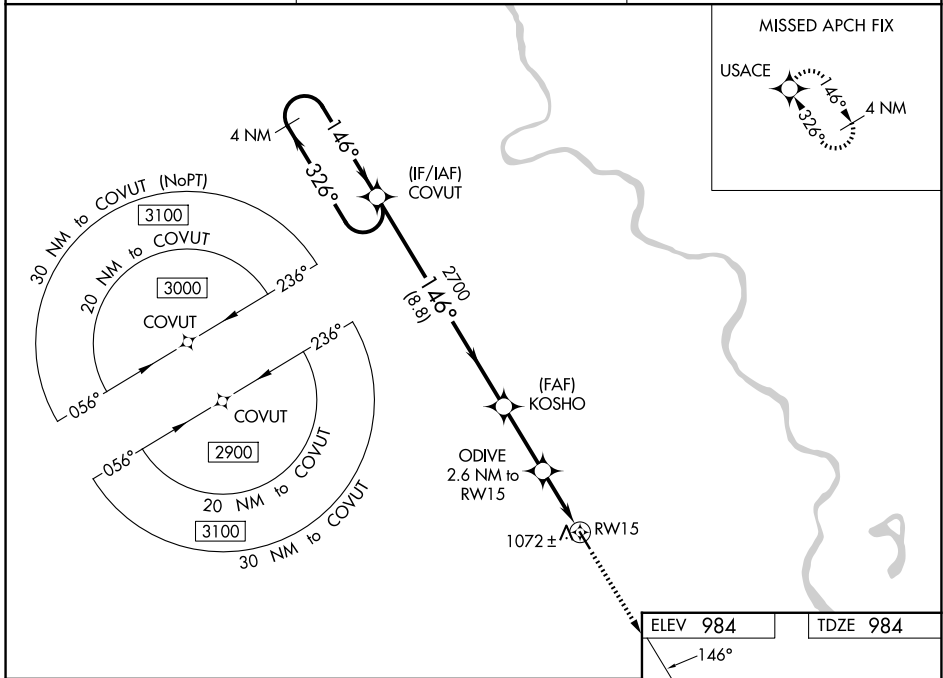 MISSED APCH FIX
USACE
146°
326°
4 NM
4 NM
146°
326°
(IF/IAF)
COVUT
30 NM to COVUT (NoPT)
3100
20 NM to COVUT
3000
236°
COVUT
056°
2700
146°
(8.8)
236°
COVUT
056°
2900
20 NM to COVUT
3100
30 NM to COVUT
(FAF)
KOSHO
ODIVE
2.6 NM to
RW15
1072 ±
RW15
ELEV 984
TDZE 984
146°